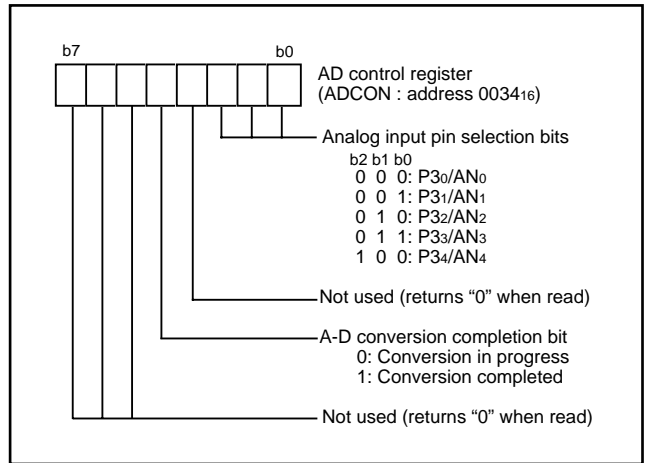 b7 b0
AD control register
(ADCON : address 0034₁₆)
Analog input pin selection bits
b2 b1 b0
0 0 0: P3₀/AN₀
0 0 1: P3₁/AN₁
0 1 0: P3₂/AN₂
0 1 1: P3₃/AN₃
1 0 0: P3₄/AN₄
Not used (returns “0” when read)
A-D conversion completion bit
0: Conversion in progress
1: Conversion completed
Not used (returns “0” when read)